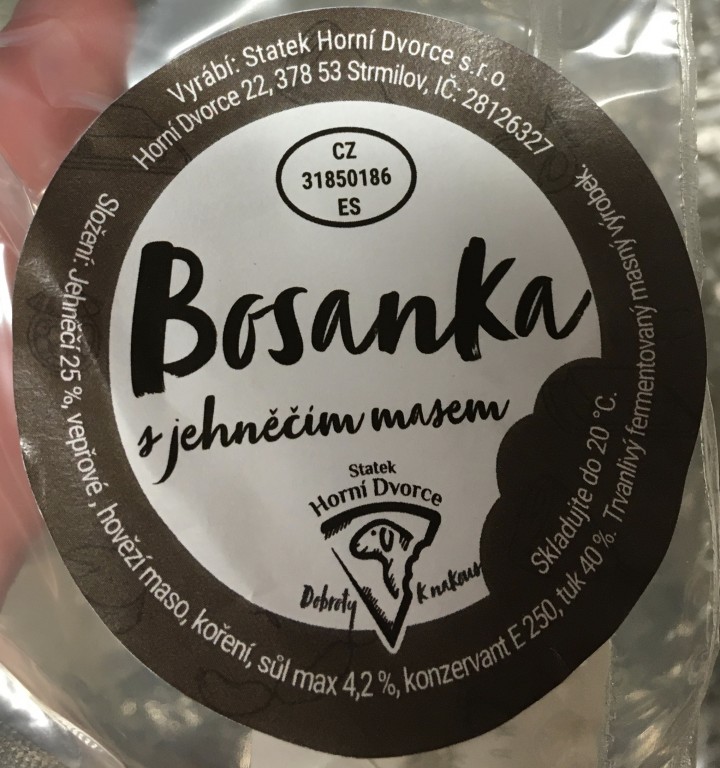 Vyrábí: Statek Horní Dvorce s.r.o.
Horní Dvorce 22, 378 53 Strmilov, IČ: 28126327
CZ
31850186
ES
Bosanka
s jehněčím masem
Statek
Horní Dvorce
Dobroty
K nakous
Složení: Jehněčí 25 %, vepřové , hovězí maso, koření, sůl max 4,2 %, konzervant E 250, tuk 40 %. Trvanlivý fermentovaný masný výrobek.
Skladujte do 20 °C.